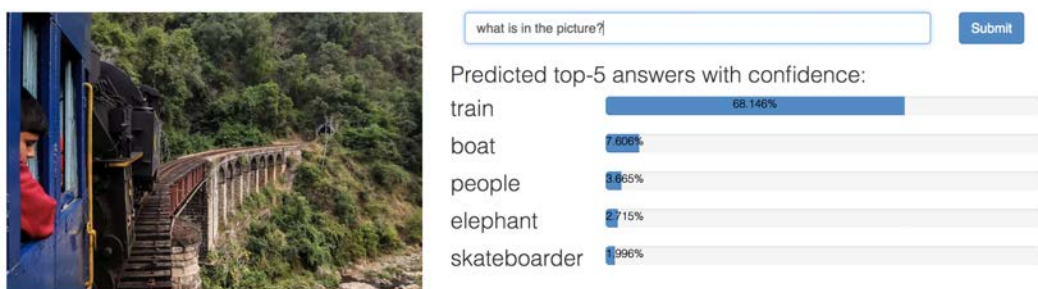 what is in the picture?
Submit
Predicted top-5 answers with confidence:
train 68.146%
boat 7.606%
people 3.665%
elephant 2.715%
skateboarder 1.996%